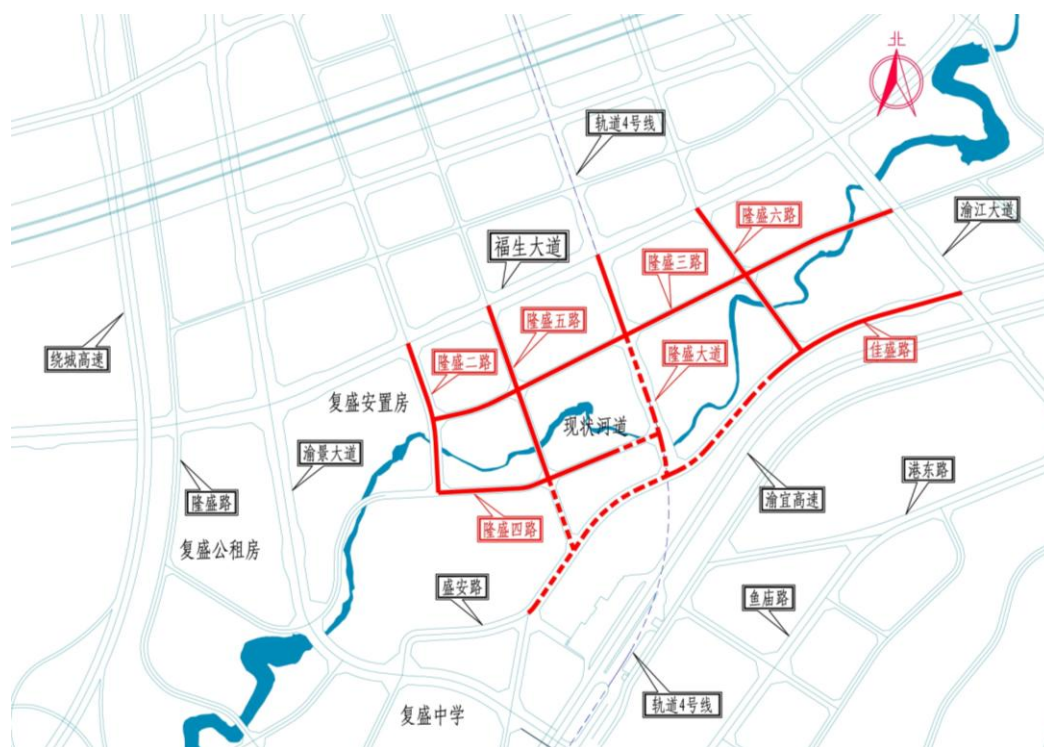 北
轨道4号线
渝江大道
隆盛六路
福生大道
隆盛三路
隆盛五路
绕城高速
隆盛二路
隆盛大道
佳盛路
复盛安置房
现状河道
渝景大道
港东路
隆盛路
渝宜高速
隆盛四路
复盛公租房
盛安路
鱼庙路
轨道4号线
复盛中学